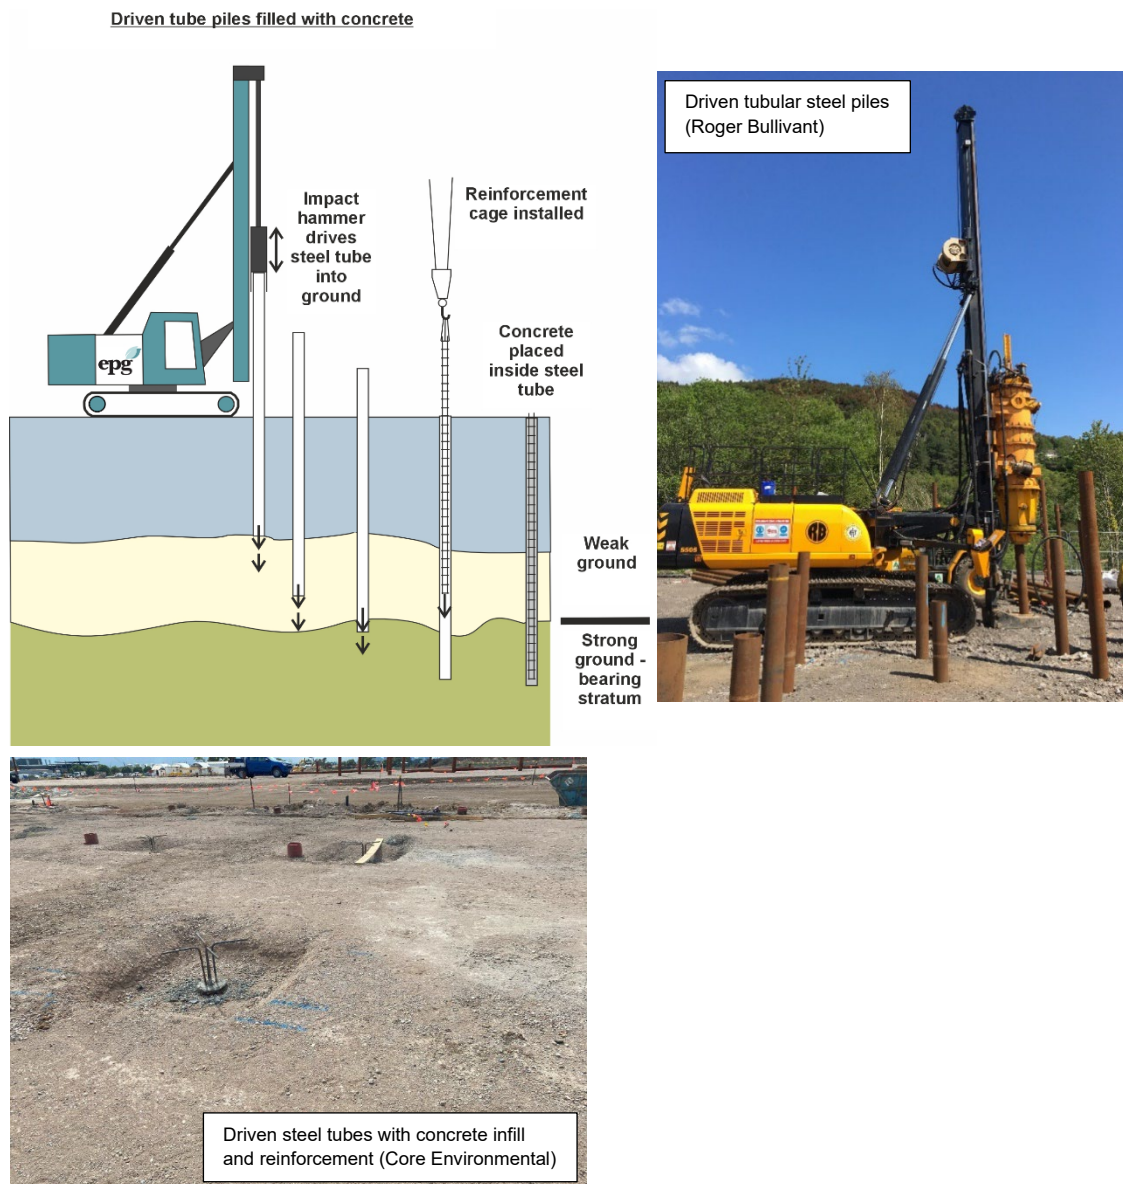 Driven tube piles filled with concrete
Impact
hammer
drives
steel tube
into
ground
Reinforcement
cage installed
Concrete
placed
inside steel
tube
epg
Weak
ground
Strong
ground -
bearing
stratum
Driven tubular steel piles
(Roger Bullivant)
RB
Driven steel tubes with concrete infill
and reinforcement (Core Environmental)